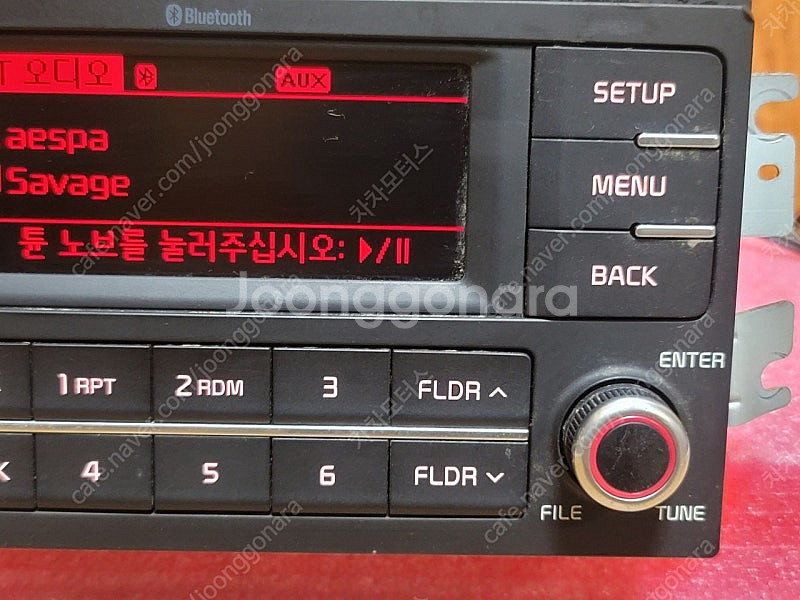 Bluetooth
T 오디오
AUX
aespa
Savage
튠 노브를 눌러주십시오: ▶/II
SETUP
MENU
BACK
Joonggonara
ENTER
1 RPT
2 RDM
3
FLDR ∧
K
4
5
6
FLDR ∨
FILE
TUNE
cafe.naver.com/joonggonara
차차모터스